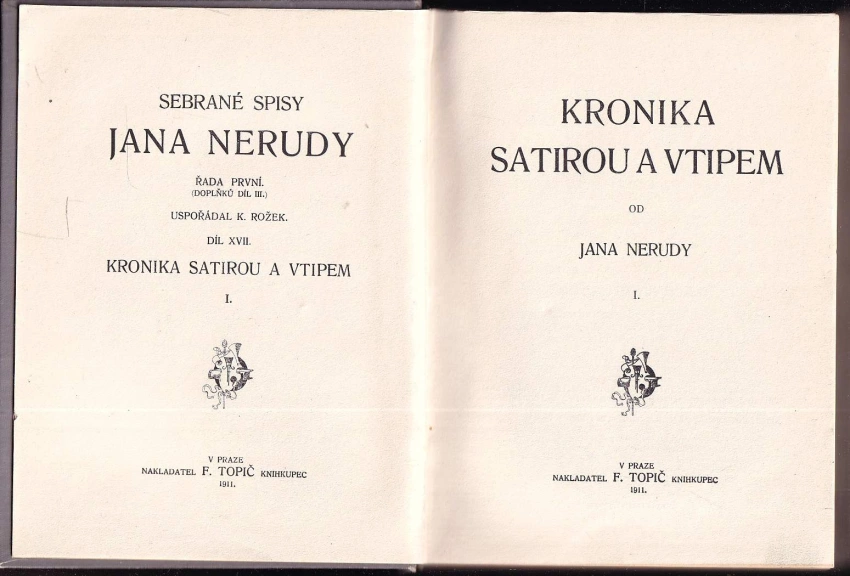 SEBRANÉ SPISY
JANA NERUDY
ŘADA PRVNÍ.
(DOPLŇKŮ DÍL III.)
USPOŘÁDAL K. ROŽEK.
DÍL XVII.
KRONIKA SATIROU A VTIPEM
I.
V PRAZE
NAKLADATEL F. TOPIČ KNIHKUPEC
1911.
KRONIKA
SATIROU A VTIPEM
OD
JANA NERUDY
I.
V PRAZE
NAKLADATEL F. TOPIČ KNIHKUPEC
1911.